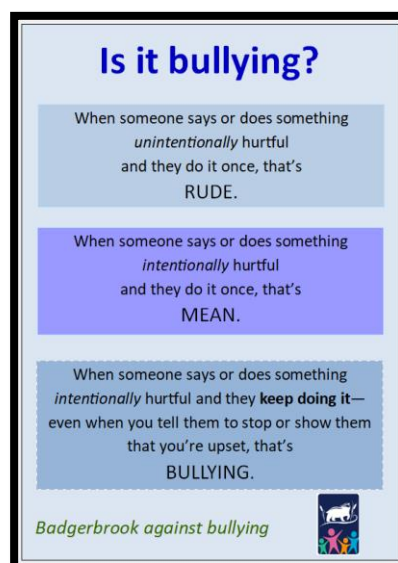 Is it bullying?
When someone says or does something
unintentionally hurtful
and they do it once, that's
RUDE.
When someone says or does something
intentionally hurtful
and they do it once, that's
MEAN.
When someone says or does something
intentionally hurtful and they keep doing it—
even when you tell them to stop or show them
that you're upset, that's
BULLYING.
Badgerbrook against bullying